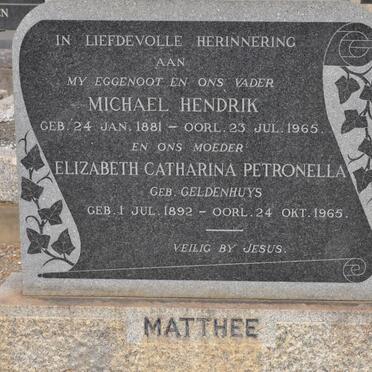 EN
IN LIEFDEVOLLE HERINNERING
AAN
MY EGGENOOT EN ONS VADER
MICHAEL HENDRIK
GEB. 24 JAN. 1881 – OORL. 23 JUL. 1965.
EN ONS MOEDER
ELIZABETH CATHARINA PETRONELLA
GEB. GELDENHUYS
GEB. 1 JUL. 1892 – OORL. 24 OKT. 1965.
VEILIG BY JESUS.
MATTHEE